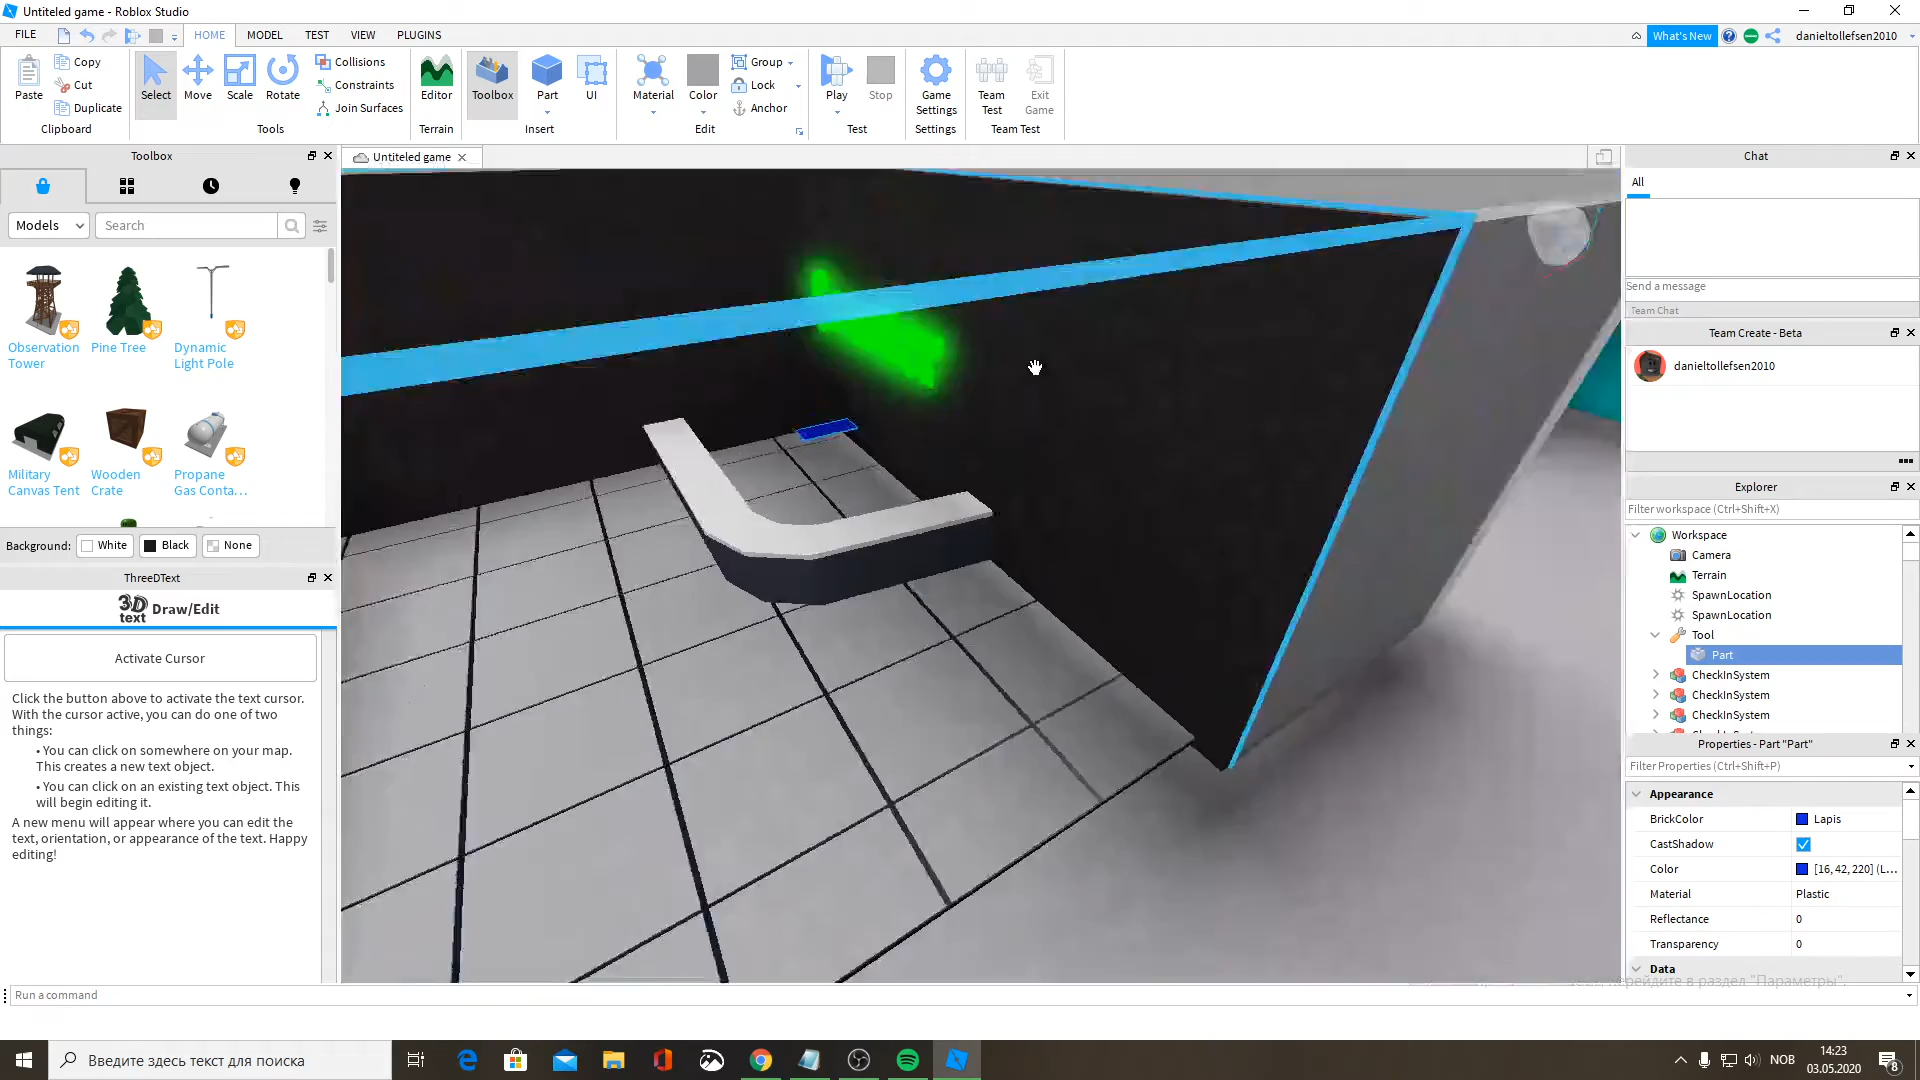 Untiteled game - Roblox Studio
FILE HOME MODEL TEST VIEW PLUGINS What's New danieltollefsen2010
Paste Copy Cut Duplicate Clipboard
Select Move Scale Rotate Collisions Constraints Join Surfaces Tools
Editor Terrain
Toolbox Part UI Insert
Material Color Group Lock Anchor Edit
Play Stop Test
Game Settings Settings
Team Test Exit Game Team Test
Toolbox
Models Search
Observation Tower
Pine Tree
Dynamic Light Pole
Military Canvas Tent
Wooden Crate
Propane Gas Conta...
Background: White Black None
ThreeDText
3D text Draw/Edit
Activate Cursor
Click the button above to activate the text cursor.
With the cursor active, you can do one of two
things:
• You can click on somewhere on your map.
This creates a new text object.
• You can click on an existing text object. This
will begin editing it.
A new menu will appear where you can edit the
text, orientation, or appearance of the text. Happy
editing!
Untiteled game
Chat
All
Send a message
Team Chat
Team Create - Beta
danieltollefsen2010
Explorer
Filter workspace (Ctrl+Shift+X)
Workspace
Camera
Terrain
SpawnLocation
SpawnLocation
Tool
Part
CheckInSystem
CheckInSystem
CheckInSystem
Properties - Part "Part"
Filter Properties (Ctrl+Shift+P)
Appearance
BrickColor Lapis
CastShadow
Color [16, 42, 220] (L...
Material Plastic
Reflectance 0
Transparency 0
Data
перейдите в раздел "Параметры".
Run a command
Введите здесь текст для поиска
NOB
14:23
03.05.2020
8